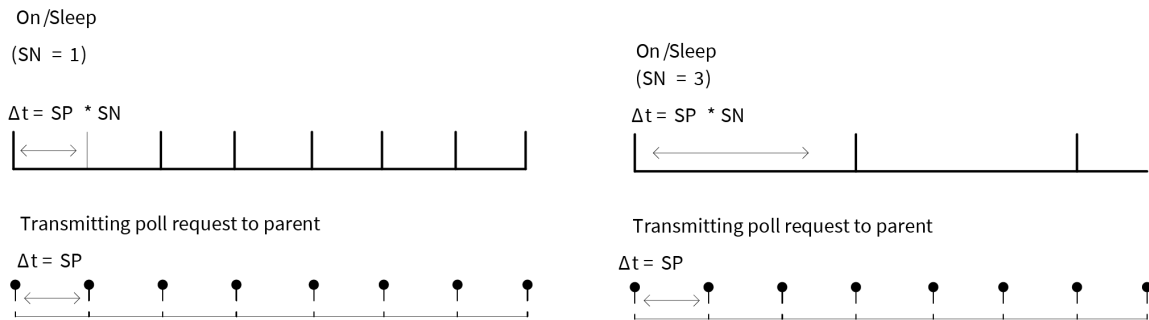 On/Sleep
(SN = 1)
Δt = SP * SN
Transmitting poll request to parent
Δt = SP
On/Sleep
(SN = 3)
Δt = SP * SN
Transmitting poll request to parent
Δt = SP